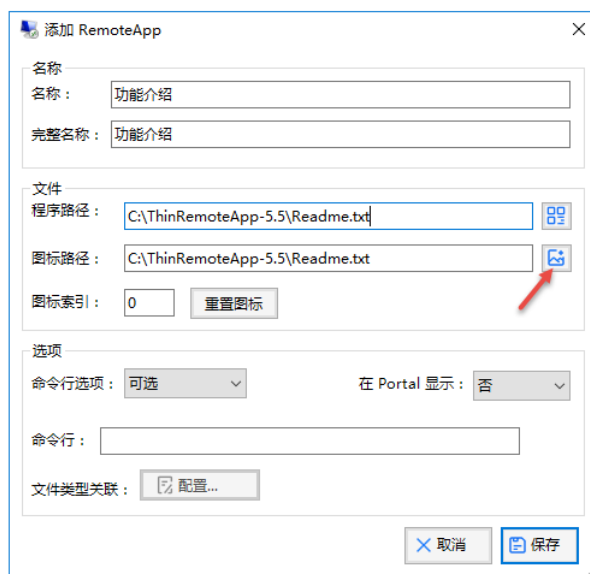 添加 RemoteApp
名称
名称： 功能介绍
完整名称： 功能介绍
文件
程序路径： C:\ThinRemoteApp-5.5\Readme.txt
图标路径： C:\ThinRemoteApp-5.5\Readme.txt
图标索引： 0 重置图标
选项
命令行选项： 可选 在 Portal 显示： 否
命令行：
文件类型关联： 配置...
取消 保存